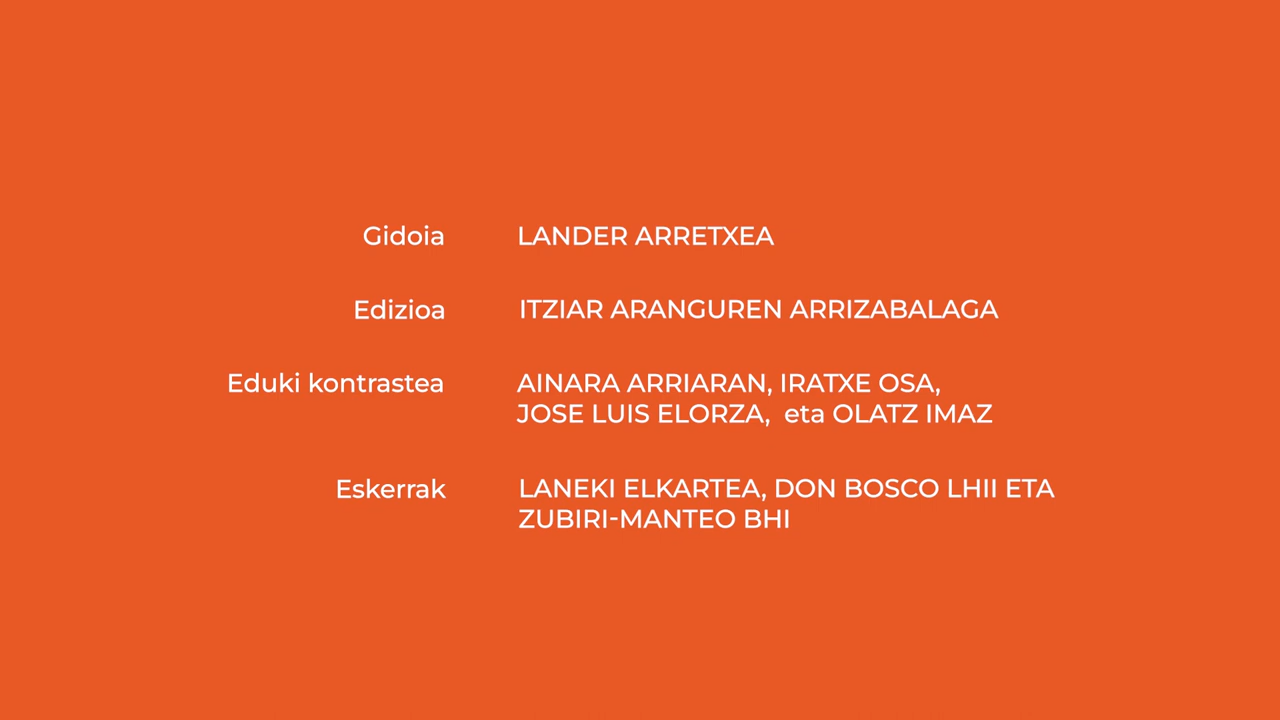 Gidoia LANDER ARRETXEA
Edizioa ITZIAR ARANGUREN ARRIZABALAGA
Eduki kontrastea AINARA ARRIARAN, IRATXE OSA,
JOSE LUIS ELORZA, eta OLATZ IMAZ
Eskerrak LANEKI ELKARTEA, DON BOSCO LHII ETA
ZUBIRI-MANTEO BHI